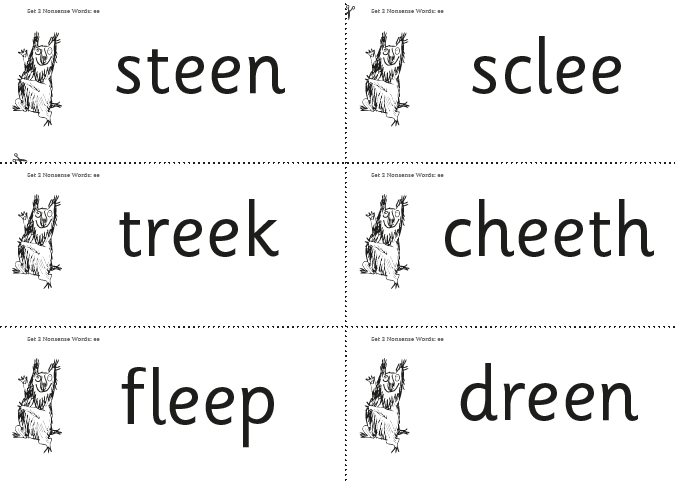 Set 2 Nonsense Words: ee
steen
Set 2 Nonsense Words: ee
sclee
Set 2 Nonsense Words: ee
treek
Set 2 Nonsense Words: ee
cheeth
Set 2 Nonsense Words: ee
fleep
Set 2 Nonsense Words: ee
dreen